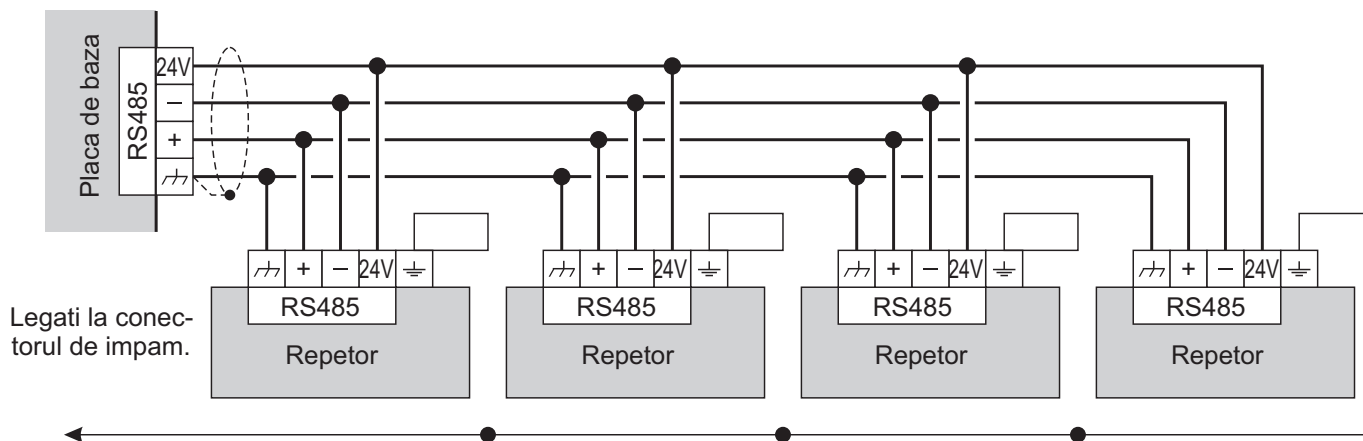 Placa de baza
RS485
24V
–
+
+ – 24V
+ – 24V
+ – 24V
+ – 24V
RS485
RS485
RS485
RS485
Legati la conec-
torul de impam.
Repetor
Repetor
Repetor
Repetor